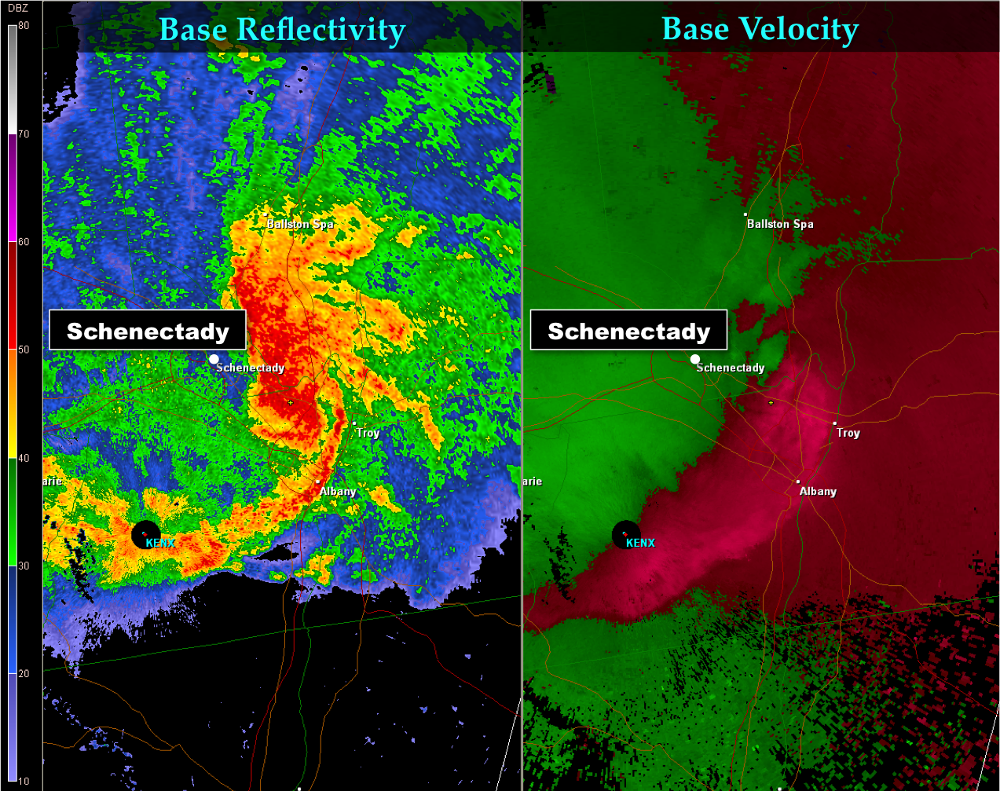 DBZ
80
70
60
50
40
30
20
10
Base Reflectivity
Ballston Spa
Schenectady
Schenectady
Troy
arie
Albany
KENX
Base Velocity
Ballston Spa
Schenectady
Schenectady
Troy
arie
Albany
KENX